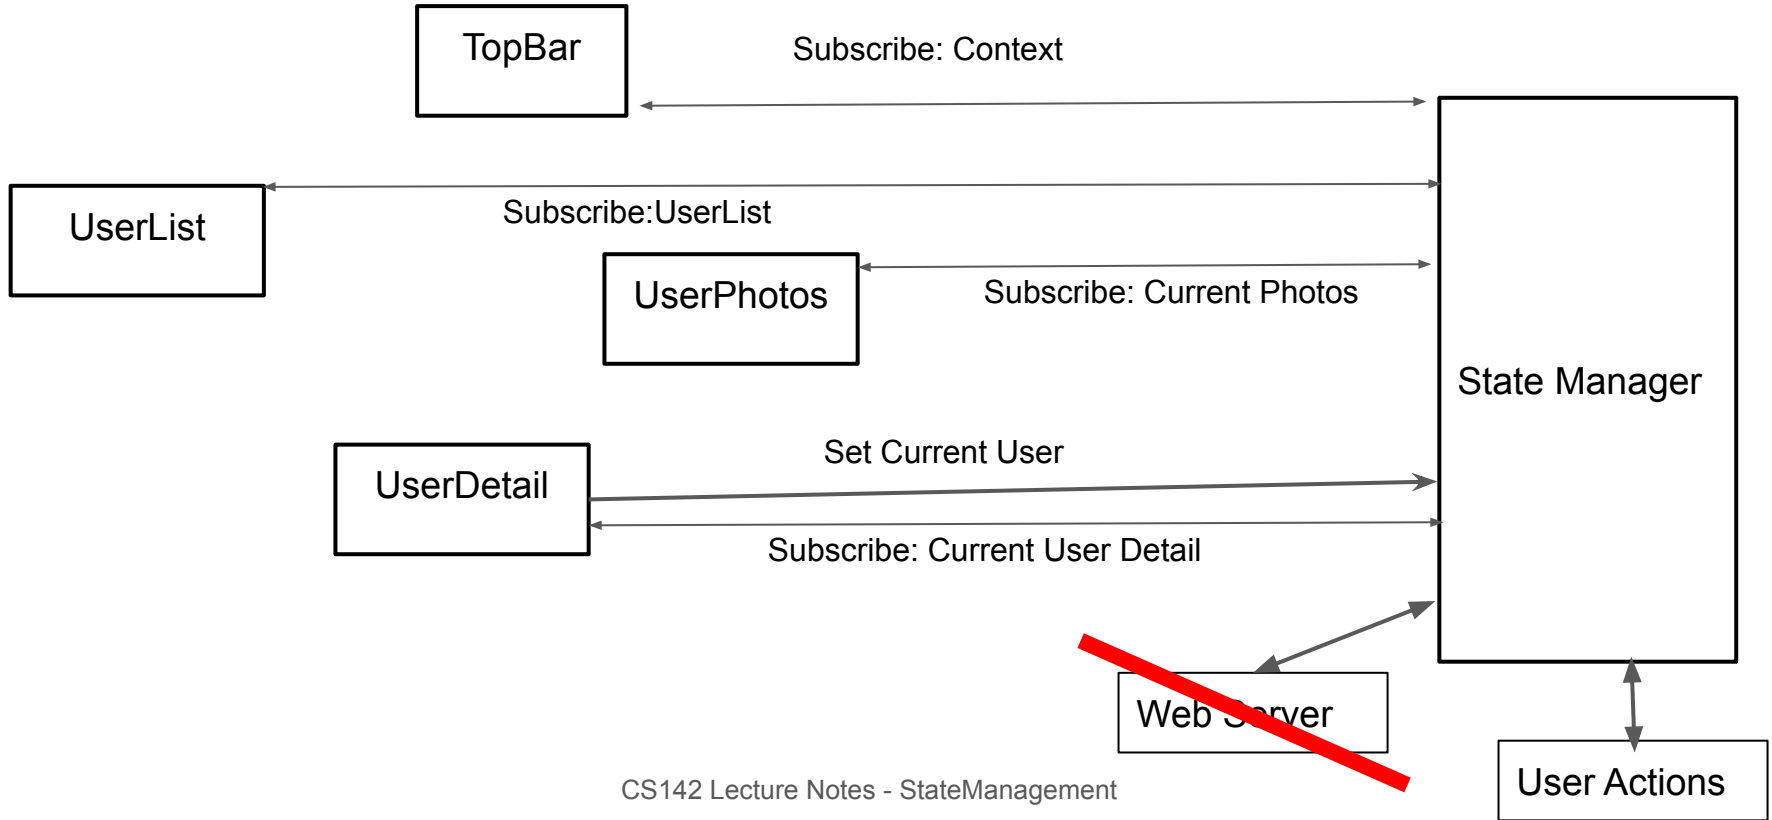 TopBar
Subscribe: Context
UserList
Subscribe:UserList
UserPhotos
Subscribe: Current Photos
State Manager
Set Current User
UserDetail
Subscribe: Current User Detail
Web Server
User Actions
CS142 Lecture Notes - StateManagement